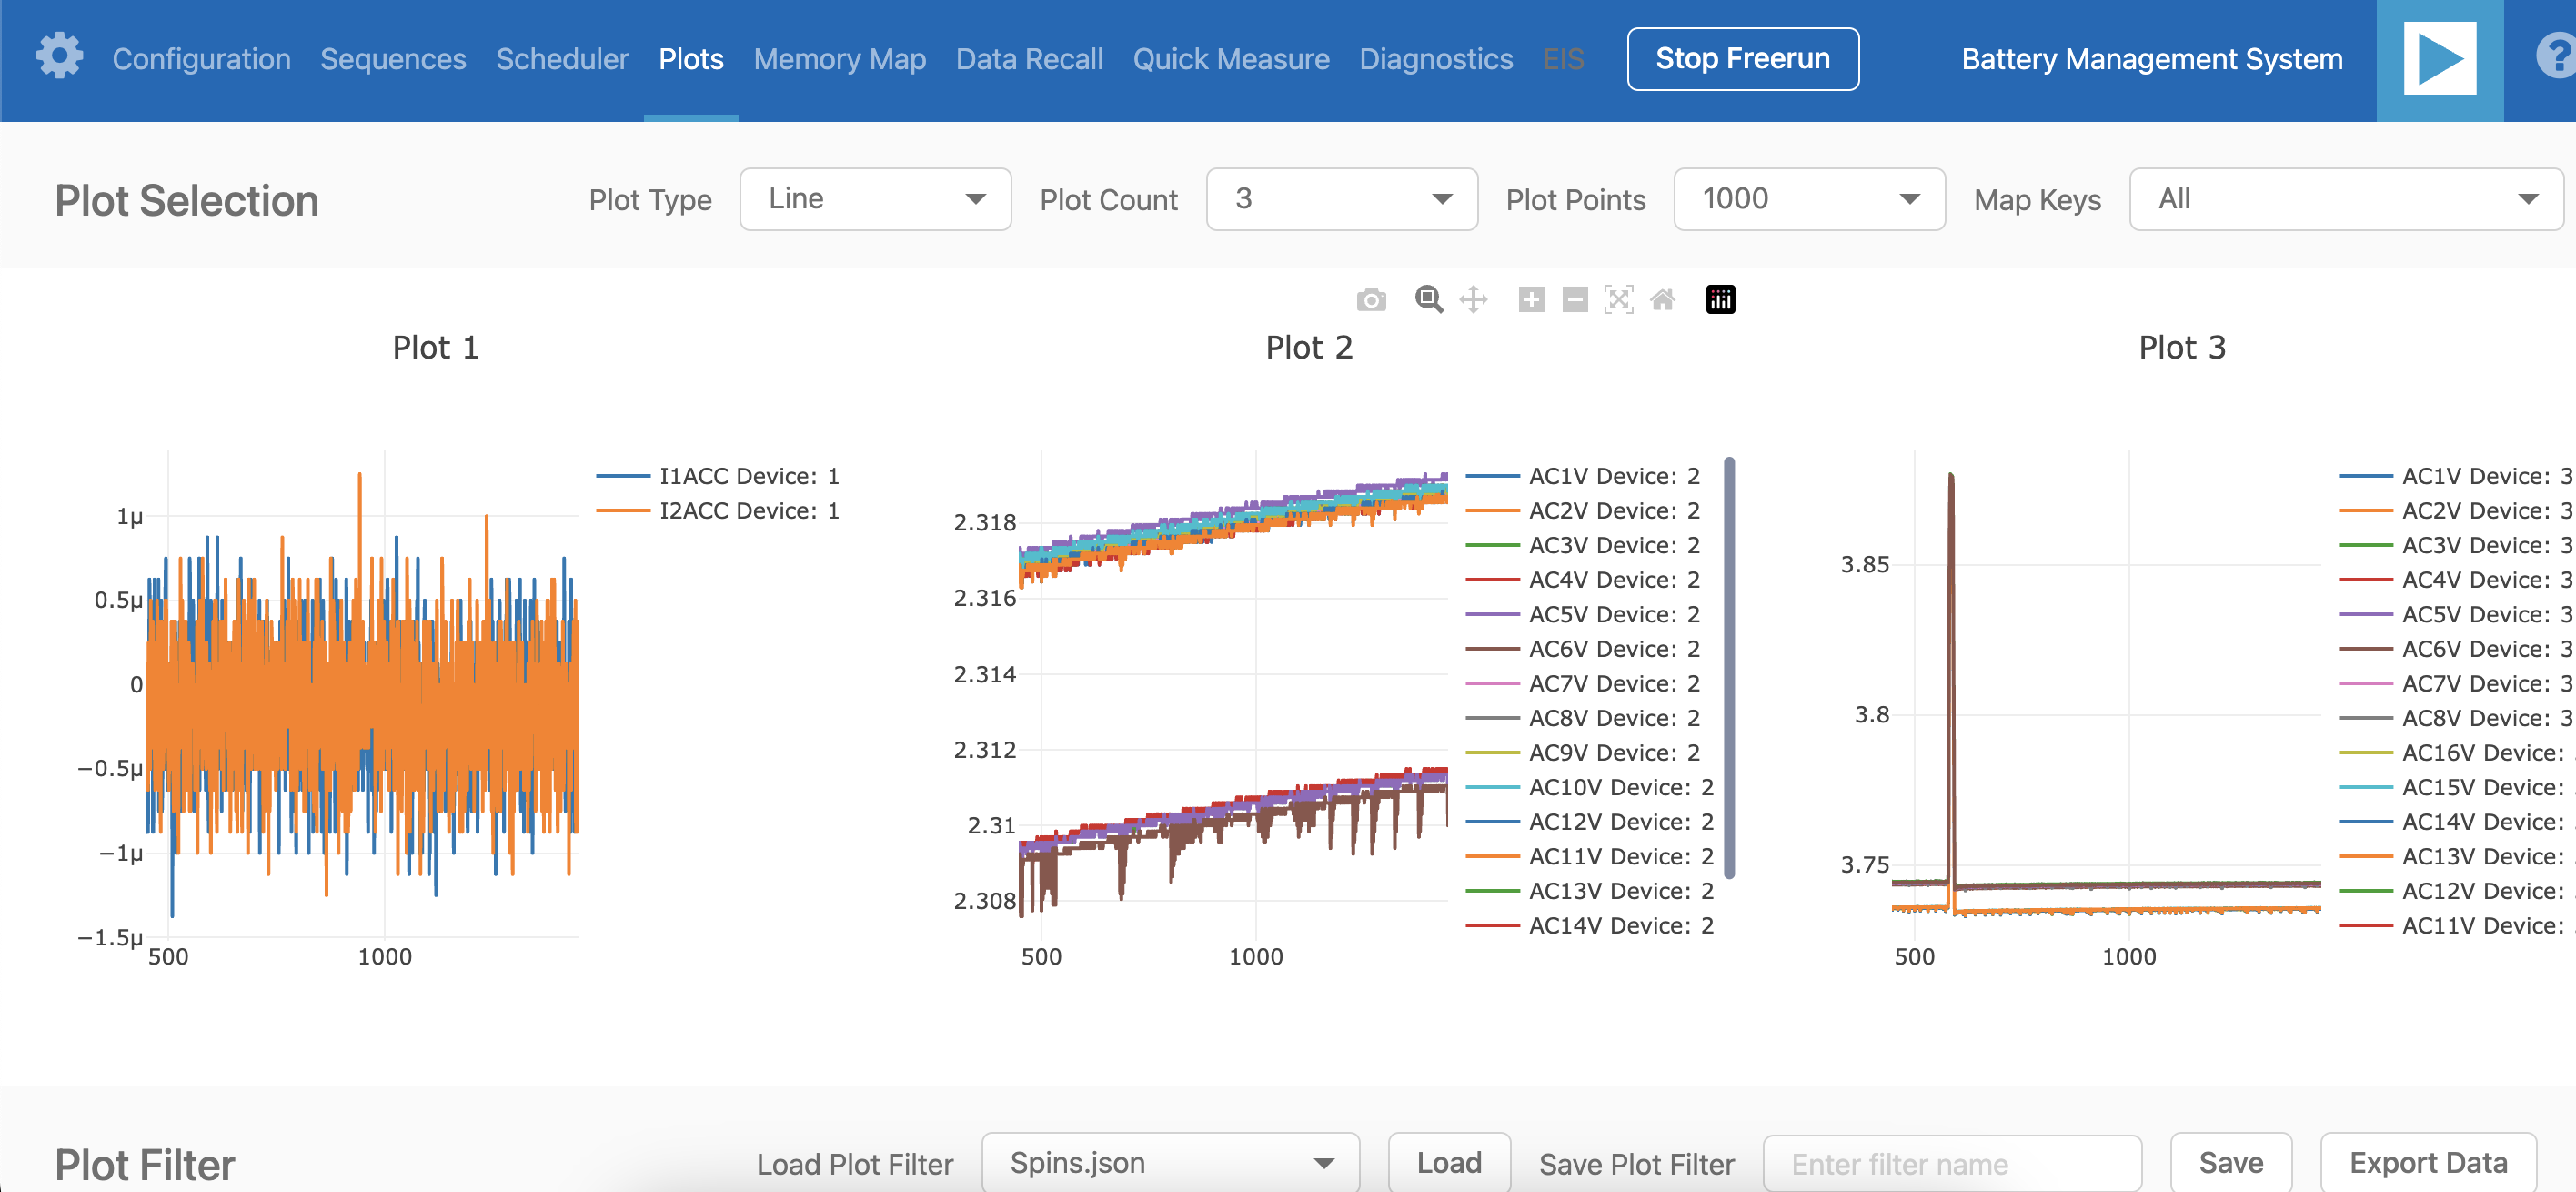 Configuration Sequences Scheduler Plots Memory Map Data Recall Quick Measure Diagnostics EIS Stop Freerun Battery Management System ?
Plot Selection Plot Type Line Plot Count 3 Plot Points 1000 Map Keys All
Plot 1
1µ
0.5µ
0
−0.5µ
−1µ
−1.5µ
500 1000
I1ACC Device: 1
I2ACC Device: 1
Plot 2
2.318
2.316
2.314
2.312
2.31
2.308
500 1000
AC1V Device: 2
AC2V Device: 2
AC3V Device: 2
AC4V Device: 2
AC5V Device: 2
AC6V Device: 2
AC7V Device: 2
AC8V Device: 2
AC9V Device: 2
AC10V Device: 2
AC12V Device: 2
AC11V Device: 2
AC13V Device: 2
AC14V Device: 2
Plot 3
3.85
3.8
3.75
500 1000
AC1V Device: 3
AC2V Device: 3
AC3V Device: 3
AC4V Device: 3
AC5V Device: 3
AC6V Device: 3
AC7V Device: 3
AC8V Device: 3
AC16V Device:
AC15V Device:
AC14V Device:
AC13V Device:
AC12V Device:
AC11V Device:
Plot Filter Load Plot Filter Spins.json Load Save Plot Filter Enter filter name Save Export Data